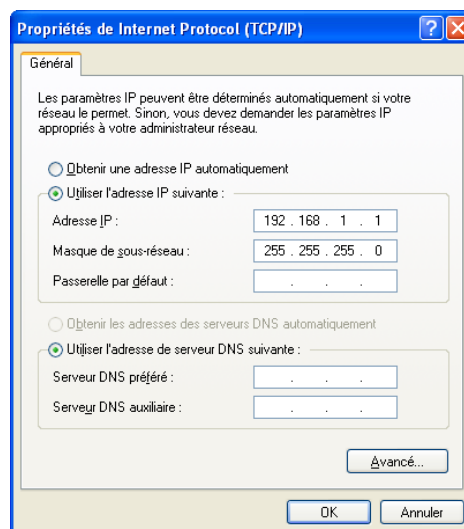 Propriétés de Internet Protocol (TCP/IP)
Général
Les paramètres IP peuvent être déterminés automatiquement si votre
réseau le permet. Sinon, vous devez demander les paramètres IP
appropriés à votre administrateur réseau.
Obtenir une adresse IP automatiquement
Utiliser l'adresse IP suivante :
Adresse IP : 192 . 168 . 1 . 1
Masque de sous-réseau : 255 . 255 . 255 . 0
Passerelle par défaut : . . .
Obtenir les adresses des serveurs DNS automatiquement
Utiliser l'adresse de serveur DNS suivante :
Serveur DNS préféré : . . .
Serveur DNS auxiliaire : . . .
Avancé...
OK Annuler